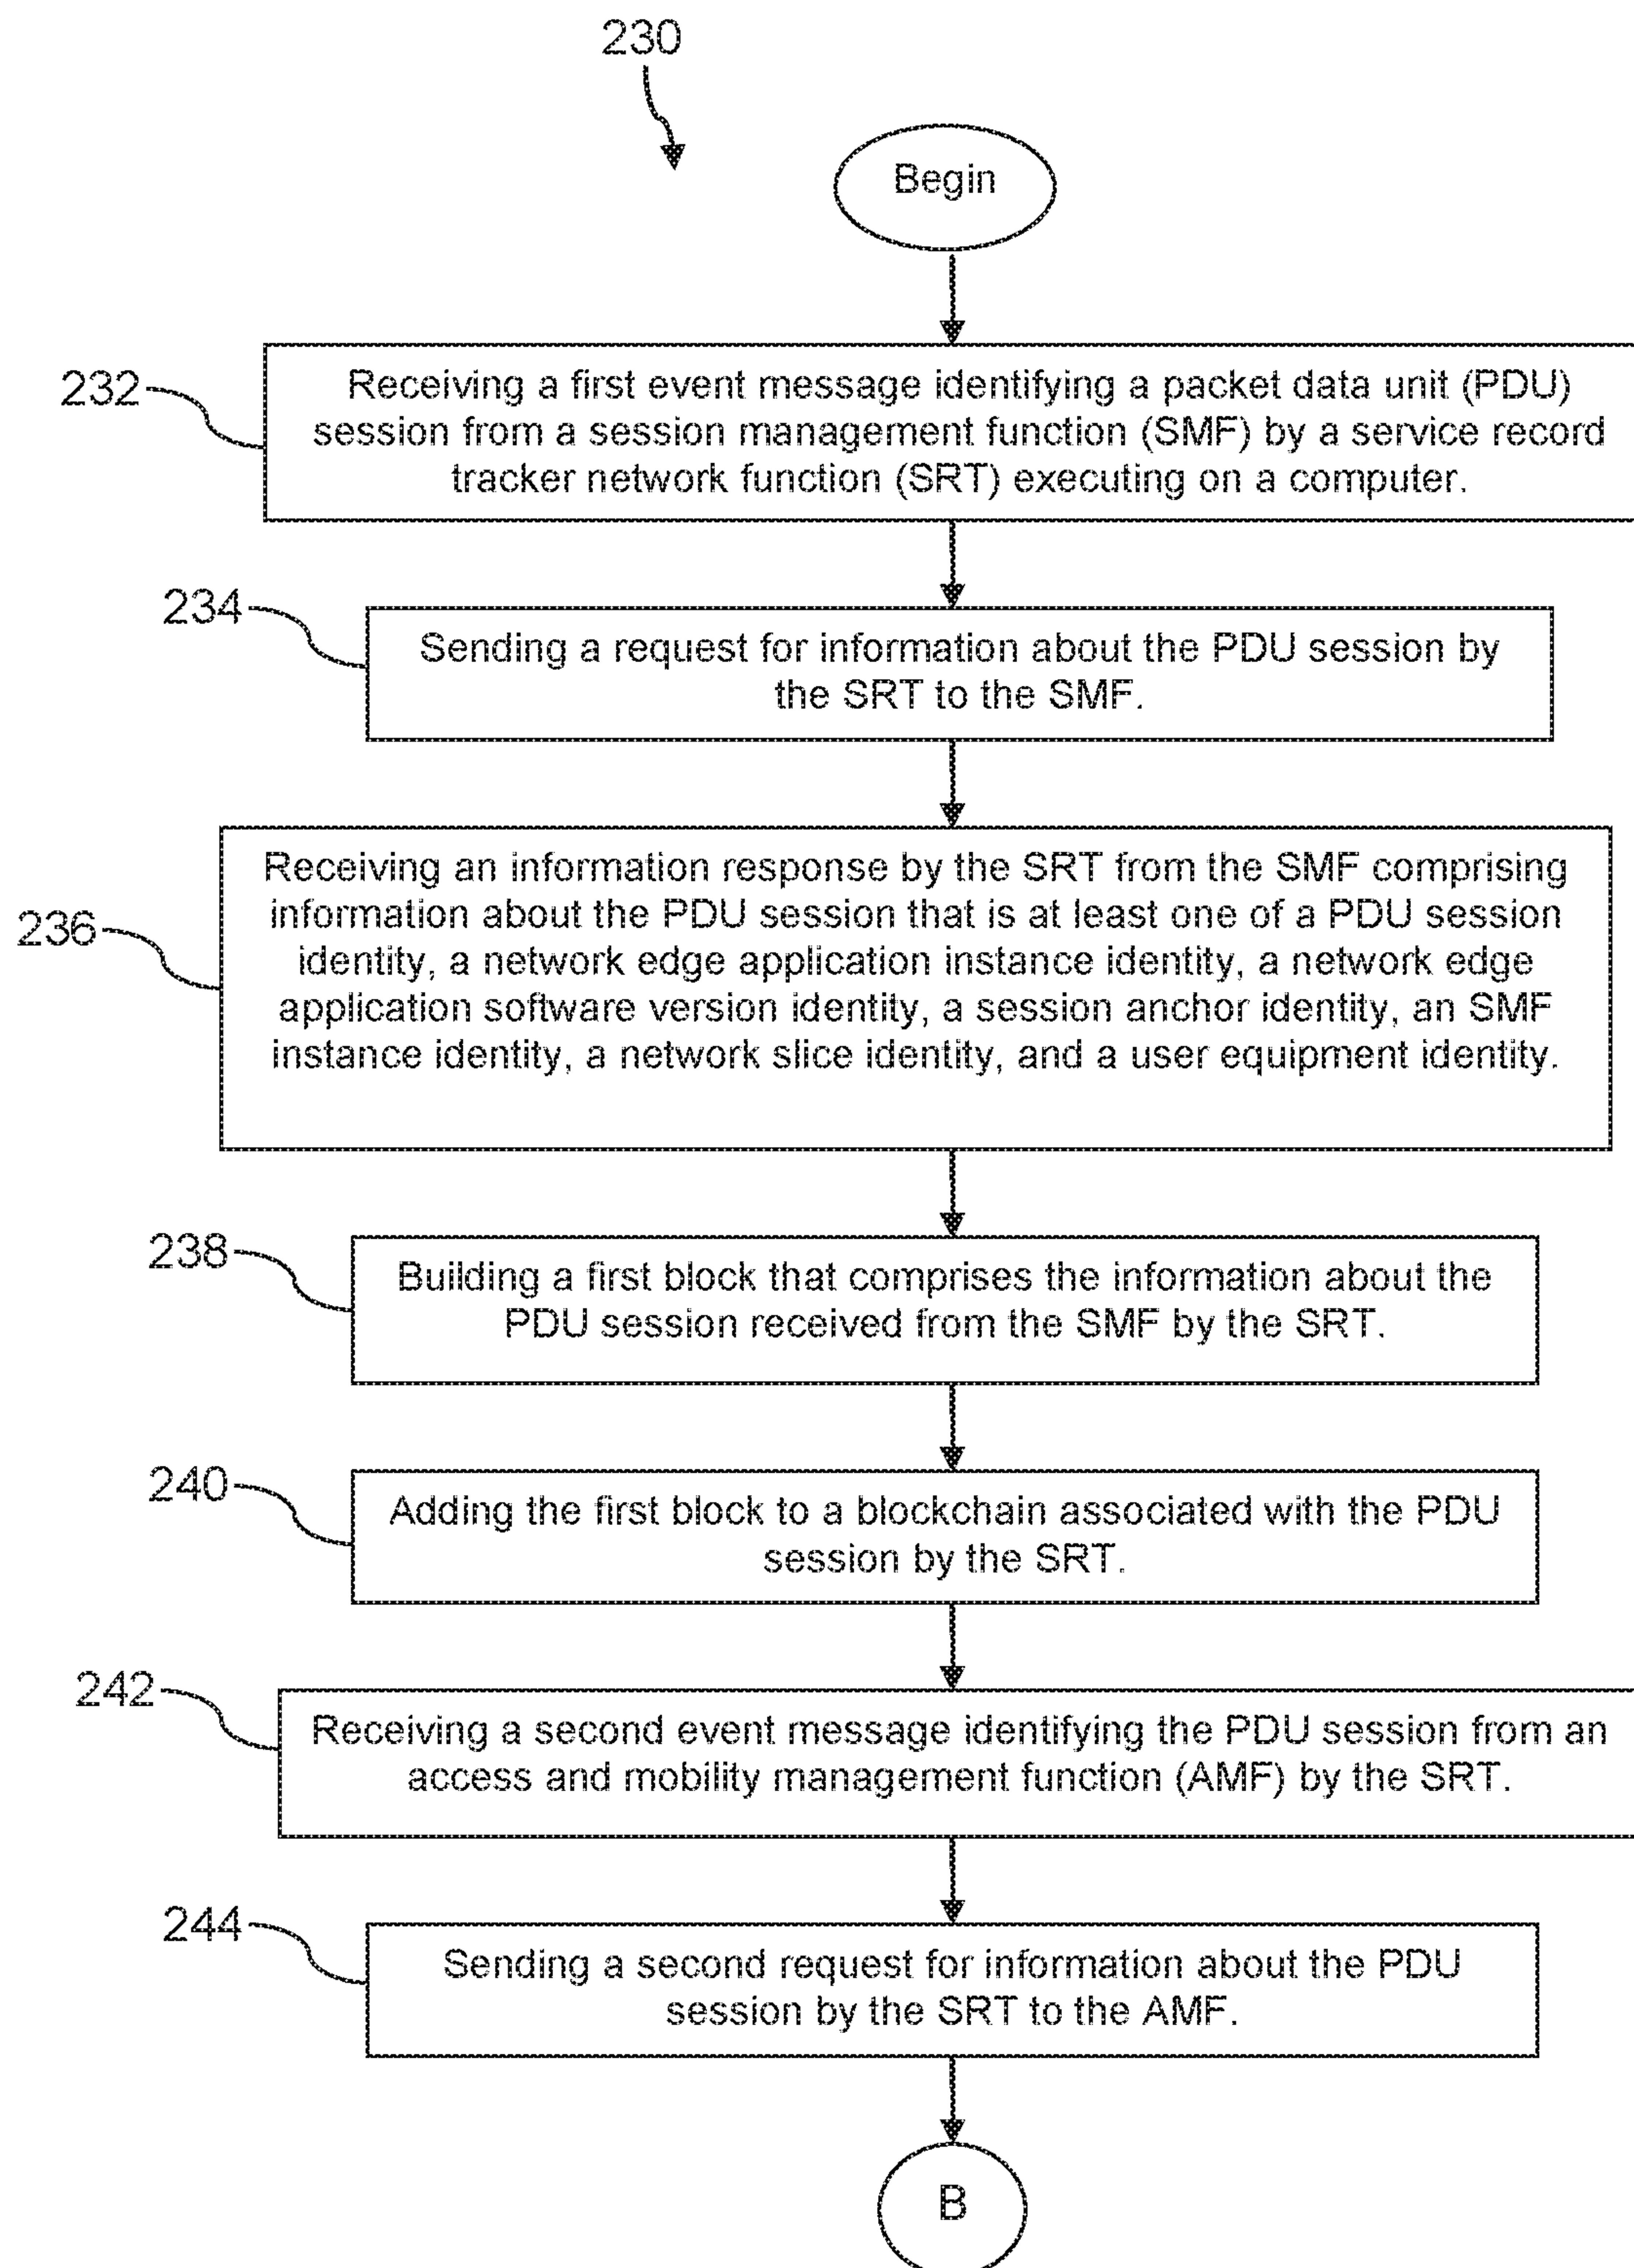 230
Begin
232
Receiving a first event message identifying a packet data unit (PDU)
session from a session management function (SMF) by a service record
tracker network function (SRT) executing on a computer.
234
Sending a request for information about the PDU session by
the SRT to the SMF.
236
Receiving an information response by the SRT from the SMF comprising
information about the PDU session that is at least one of a PDU session
identity, a network edge application instance identity, a network edge
application software version identity, a session anchor identity, an SMF
instance identity, a network slice identity, and a user equipment identity.
238
Building a first block that comprises the information about the
PDU session received from the SMF by the SRT.
240
Adding the first block to a blockchain associated with the PDU
session by the SRT.
242
Receiving a second event message identifying the PDU session from an
access and mobility management function (AMF) by the SRT.
244
Sending a second request for information about the PDU
session by the SRT to the AMF.
B